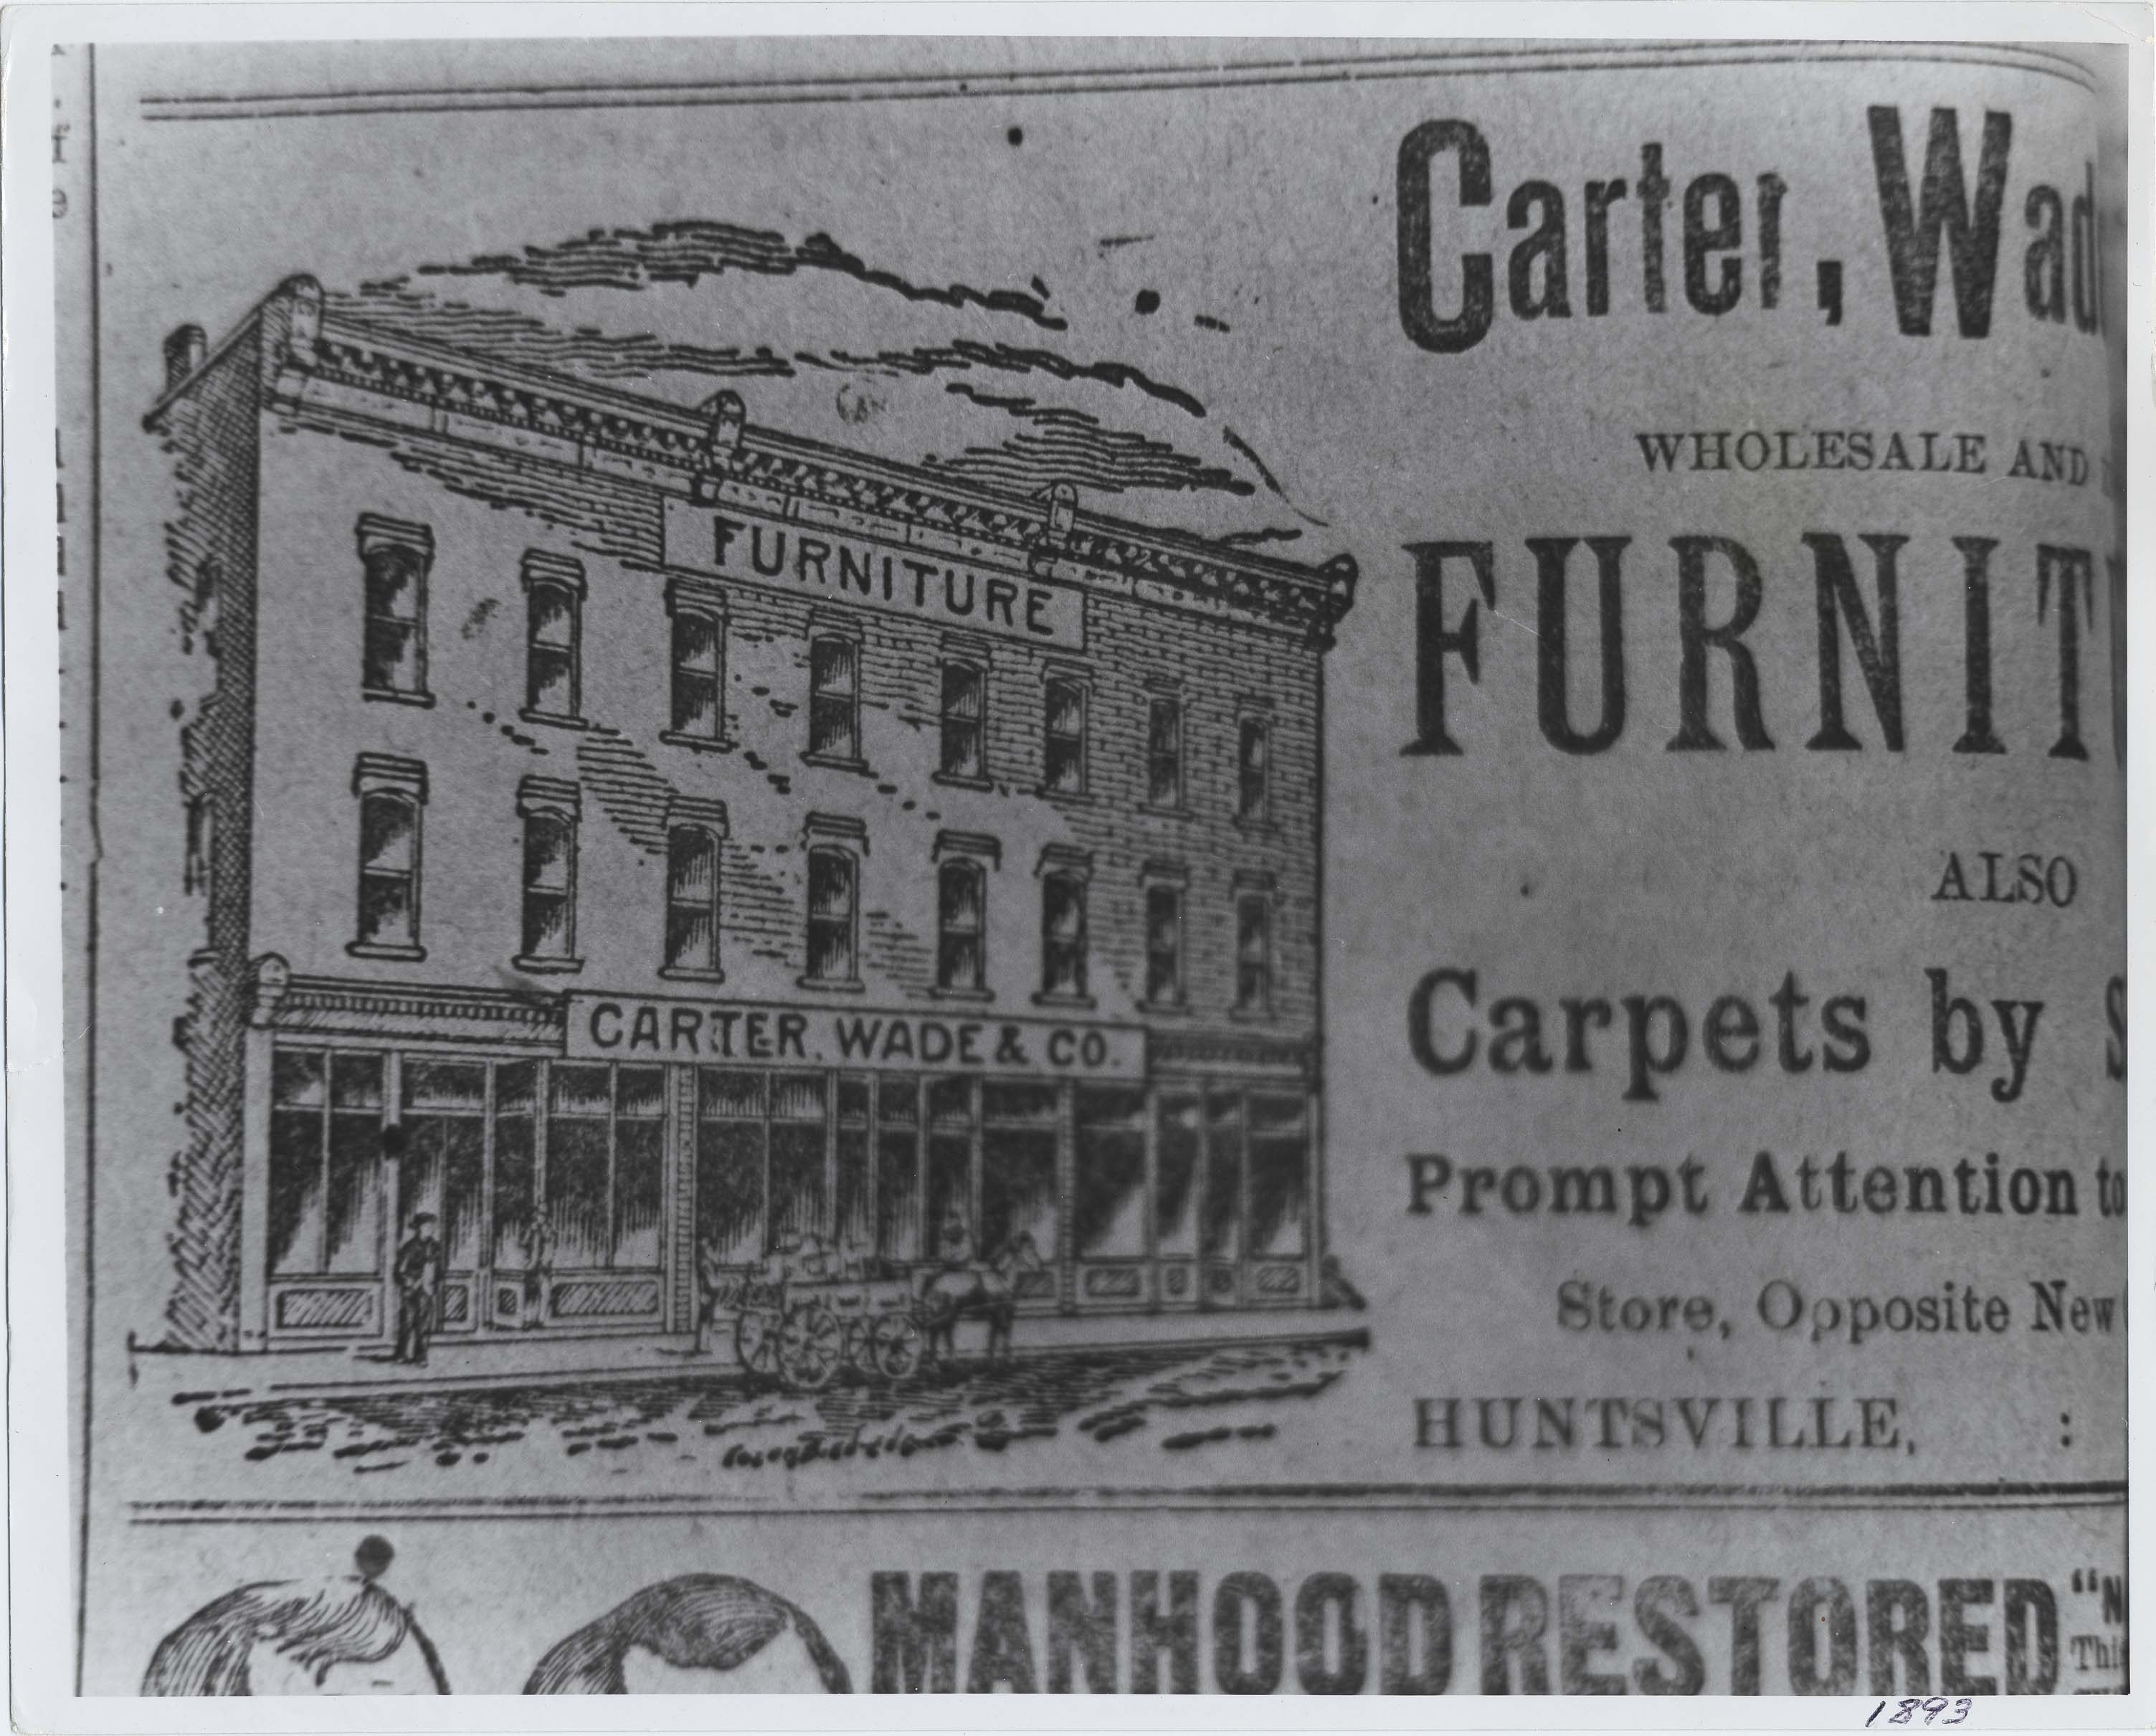 FURNITURE
CARTER, WADE & CO.
Carter, Wad
WHOLESALE AND
FURNIT
ALSO
Carpets by S
Prompt Attention to
Store, Opposite New
HUNTSVILLE, :
MANHOOD RESTORED "N
Thi
1893